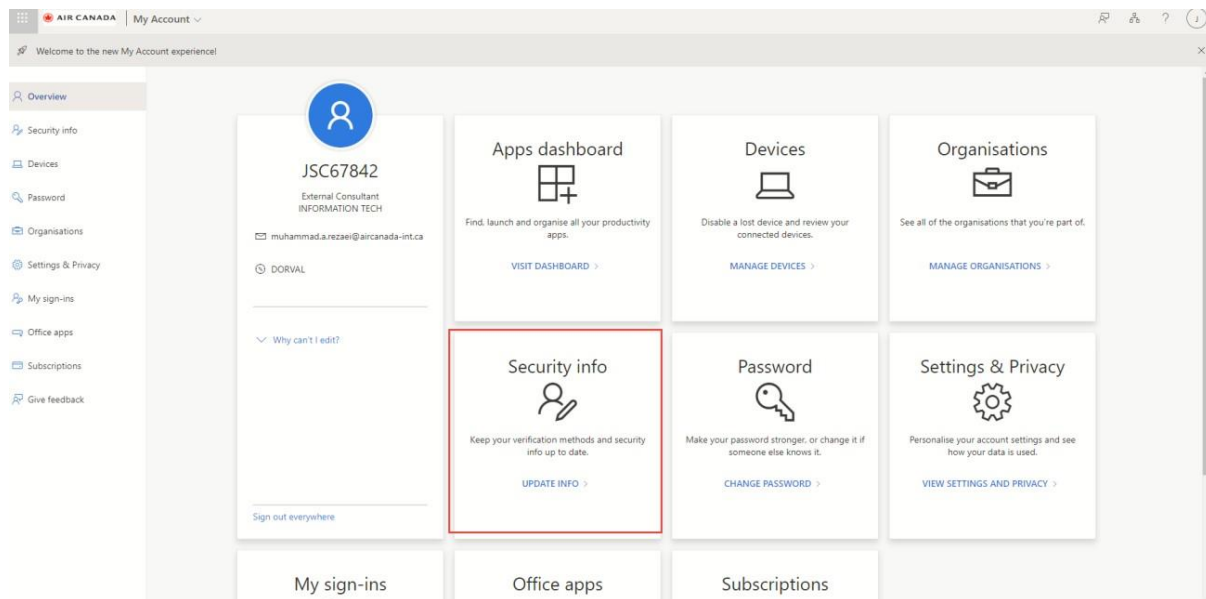 AIR CANADA My Account
J
Welcome to the new My Account experience!
Overview
Security info
Devices
Password
Organisations
Settings & Privacy
My sign-ins
Office apps
Subscriptions
Give feedback
JSC67842
External Consultant
INFORMATION TECH
muhammad.a.rezaei@aircanada-int.ca
DORVAL
Why can't I edit?
Sign out everywhere
Apps dashboard
Find, launch and organise all your productivity
apps.
VISIT DASHBOARD
Devices
Disable a lost device and review your
connected devices.
MANAGE DEVICES
Organisations
See all of the organisations that you're part of.
MANAGE ORGANISATIONS
Security info
Keep your verification methods and security
info up to date.
UPDATE INFO
Password
Make your password stronger, or change it if
someone else knows it.
CHANGE PASSWORD
Settings & Privacy
Personalise your account settings and see
how your data is used.
VIEW SETTINGS AND PRIVACY
My sign-ins
Office apps
Subscriptions